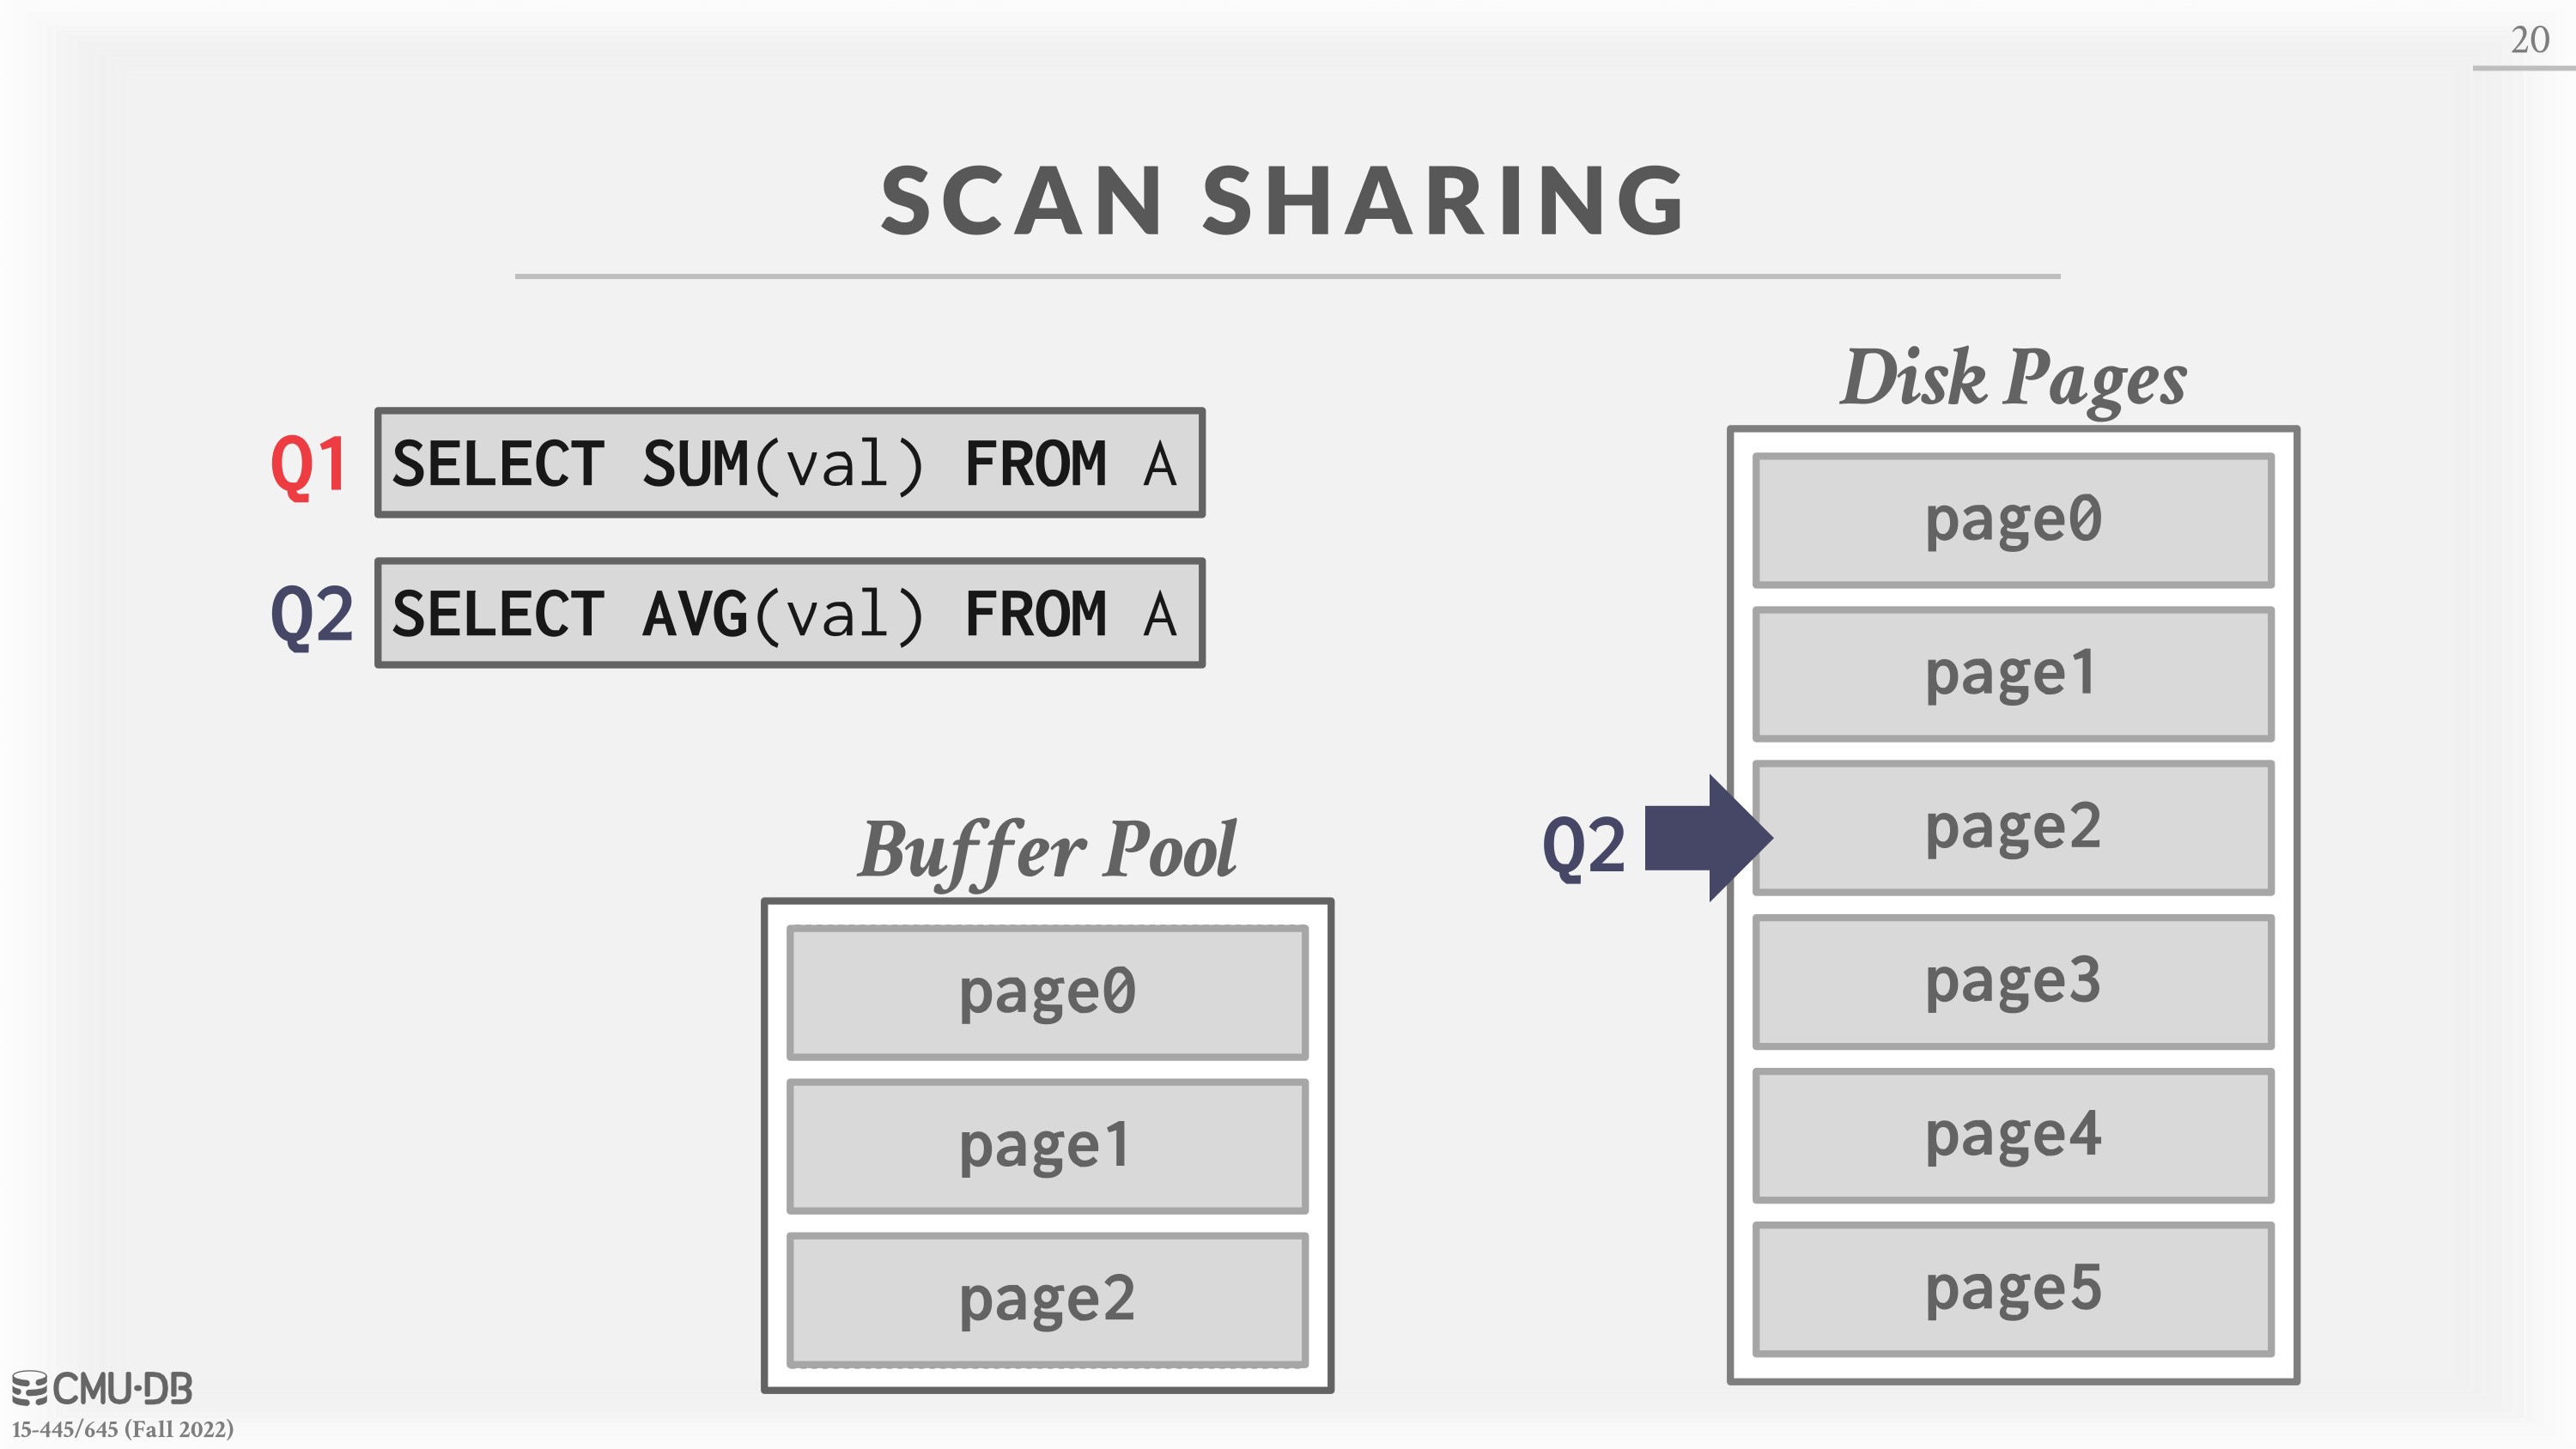 20
SCAN SHARING
Q1 SELECT SUM(val) FROM A
Q2 SELECT AVG(val) FROM A
Buffer Pool
page0
page1
page2
Disk Pages
page0
page1
Q2 page2
page3
page4
page5
CMU·DB
15-445/645 (Fall 2022)